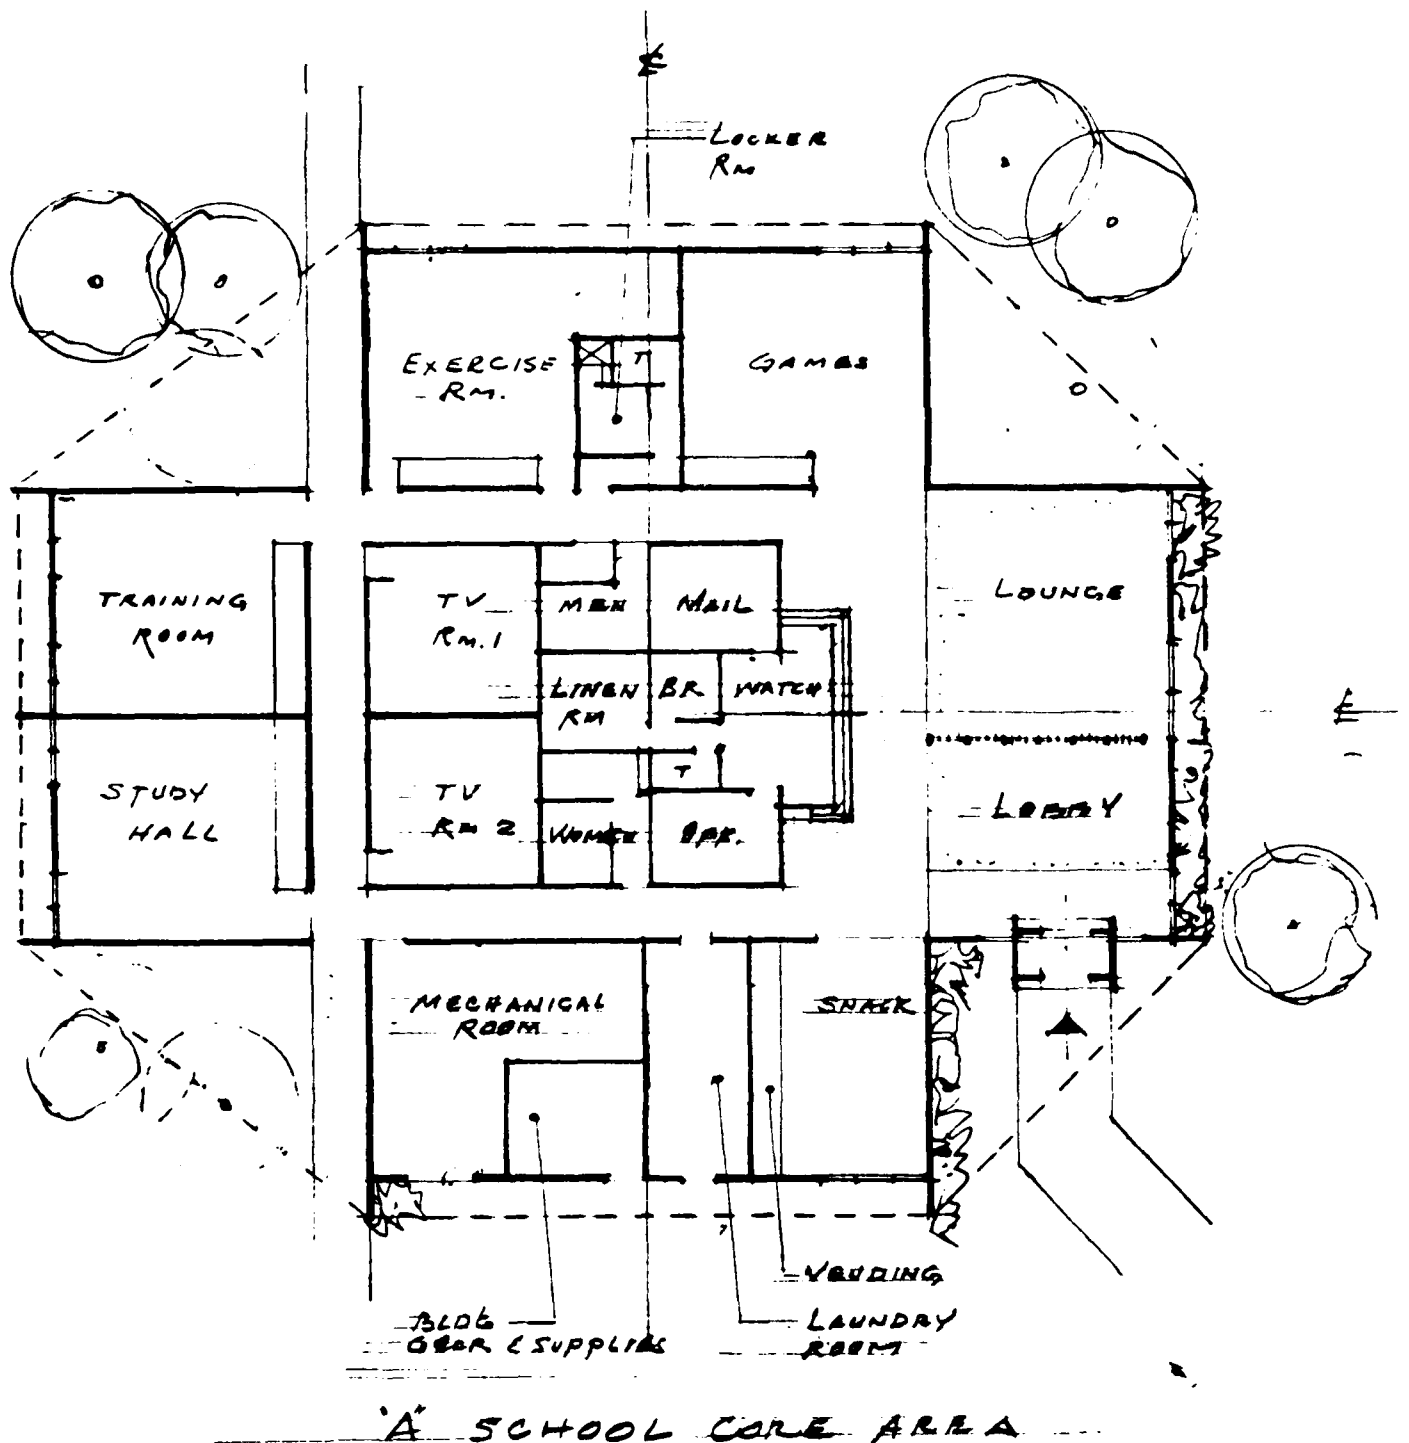 ℄
LOCKER
RM
EXERCISE
RM.
T
GAMES
TRAINING
ROOM
TV
RM. 1
MEN
MAIL
LOUNGE
LINEN
RM
BR
WATCH
℄
STUDY
HALL
TV
RM 2
WOMEN
T
OFF.
LOBBY
MECHANICAL
ROOM
SNACK
VENDING
BLDG
GEAR & SUPPLIES
LAUNDRY
ROOM
"A" SCHOOL CORE AREA